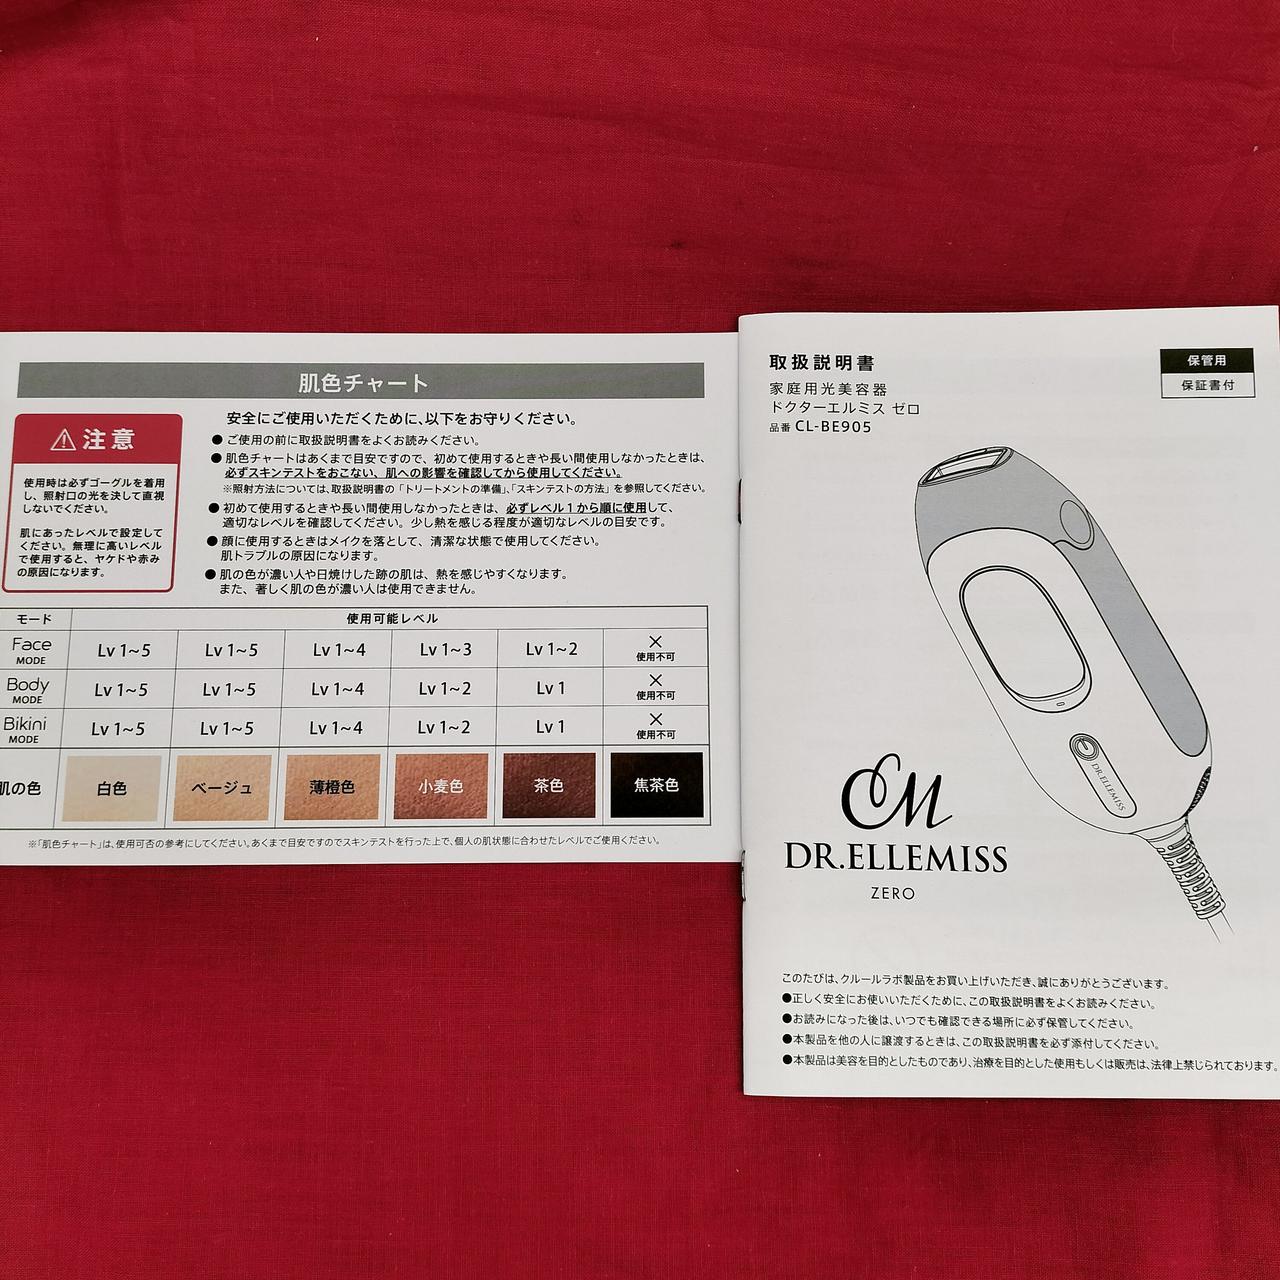 肌色チャート
注意
使用時は必ずゴーグルを着用
し、照射口の光を決して直視
しないでください。
肌にあったレベルで設定して
ください。無理に高いレベル
で使用すると、ヤケドや赤み
の原因になります。
安全にご使用いただくために、以下をお守りください。
●ご使用の前に取扱説明書をよくお読みください。
●肌色チャートはあくまで目安ですので、初めて使用するときや長い間使用しなかったときは、
必ずスキンテストをおこない、肌への影響を確認してから使用してください。
※照射方法については、取扱説明書の「トリートメントの準備」、「スキンテストの方法」を参照してください。
●初めて使用するときや長い間使用しなかったときは、必ずレベル1から順に使用して、
適切なレベルを確認してください。少し熱を感じる程度が適切なレベルの目安です。
●顔に使用するときはメイクを落として、清潔な状態で使用してください。
肌トラブルの原因になります。
●肌の色が濃い人や日焼けした跡の肌は、熱を感じやすくなります。
また、著しく肌の色が濃い人は使用できません。
モード 使用可能レベル
Face MODE Lv 1~5 Lv 1~5 Lv 1~4 Lv 1~3 Lv 1~2 × 使用不可
Body MODE Lv 1~5 Lv 1~5 Lv 1~4 Lv 1~2 Lv 1 × 使用不可
Bikini MODE Lv 1~5 Lv 1~5 Lv 1~4 Lv 1~2 Lv 1 × 使用不可
肌の色 白色 ベージュ 薄橙色 小麦色 茶色 焦茶色
※「肌色チャート」は、使用可否の参考にしてください。あくまで目安ですのでスキンテストを行った上で、個人の肌状態に合わせたレベルでご使用ください。
取扱説明書
家庭用光美容器
ドクターエルミス ゼロ
品番 CL-BE905
保管用
保証書付
DR.ELLEMISS
CM
DR.ELLEMISS
ZERO
このたびは、クルールラボ製品をお買い上げいただき、誠にありがとうございます。
●正しく安全にお使いいただくために、この取扱説明書をよくお読みください。
●お読みになった後は、いつでも確認できる場所に必ず保管してください。
●本製品を他の人に譲渡するときは、この取扱説明書を必ず添付してください。
●本製品は美容を目的としたものであり、治療を目的とした使用もしくは販売は、法律上禁じられております。